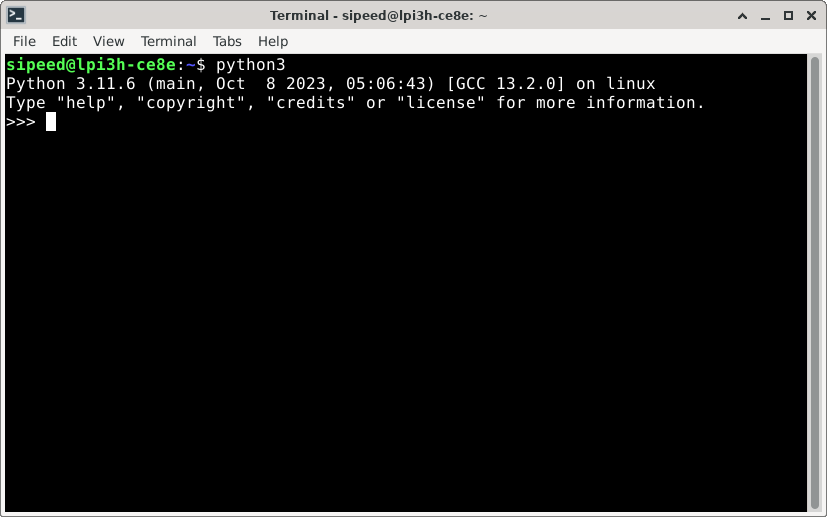 Terminal - sipeed@lpi3h-ce8e: ~
File Edit View Terminal Tabs Help
sipeed@lpi3h-ce8e:~$ python3
Python 3.11.6 (main, Oct  8 2023, 05:06:43) [GCC 13.2.0] on linux
Type "help", "copyright", "credits" or "license" for more information.
>>>